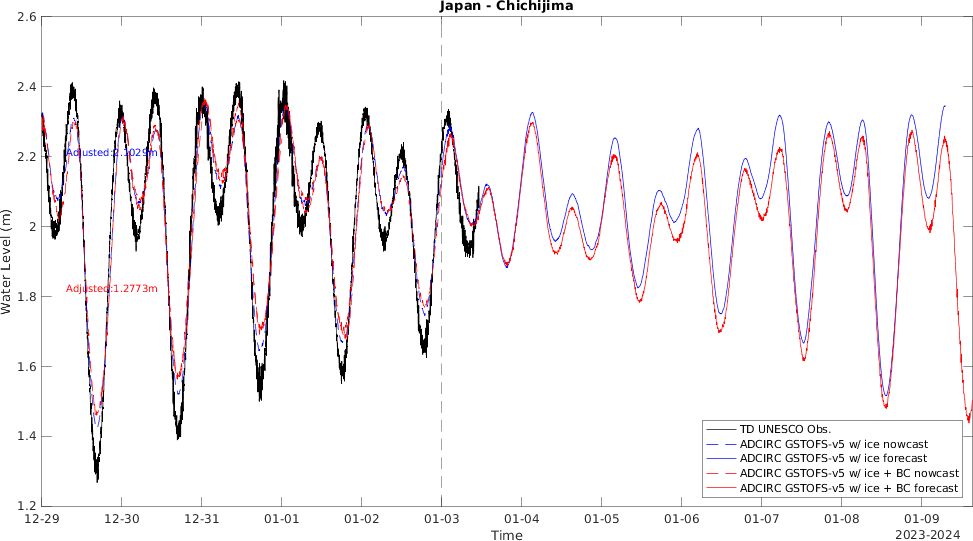 Japan - Chichijima
2.6
2.4
2.2
2
1.8
1.6
1.4
1.2
Water Level (m)
Adjusted:1.2773m
TD UNESCO Obs.
ADCIRC GSTOFS-v5 w/ ice nowcast
ADCIRC GSTOFS-v5 w/ ice forecast
ADCIRC GSTOFS-v5 w/ ice + BC nowcast
ADCIRC GSTOFS-v5 w/ ice + BC forecast
12-29 12-30 12-31 01-01 01-02 01-03 01-04 01-05 01-06 01-07 01-08 01-09
Time
2023-2024